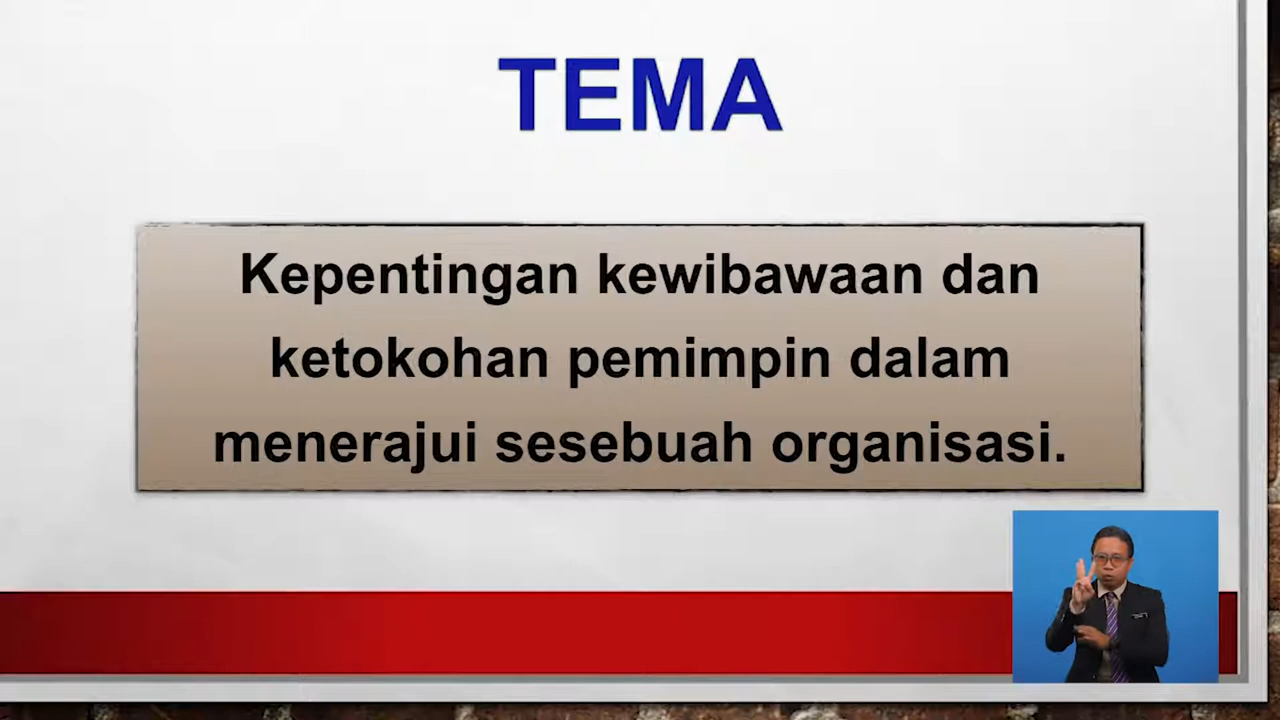 TEMA
Kepentingan kewibawaan dan
ketokohan pemimpin dalam
menerajui sesebuah organisasi.